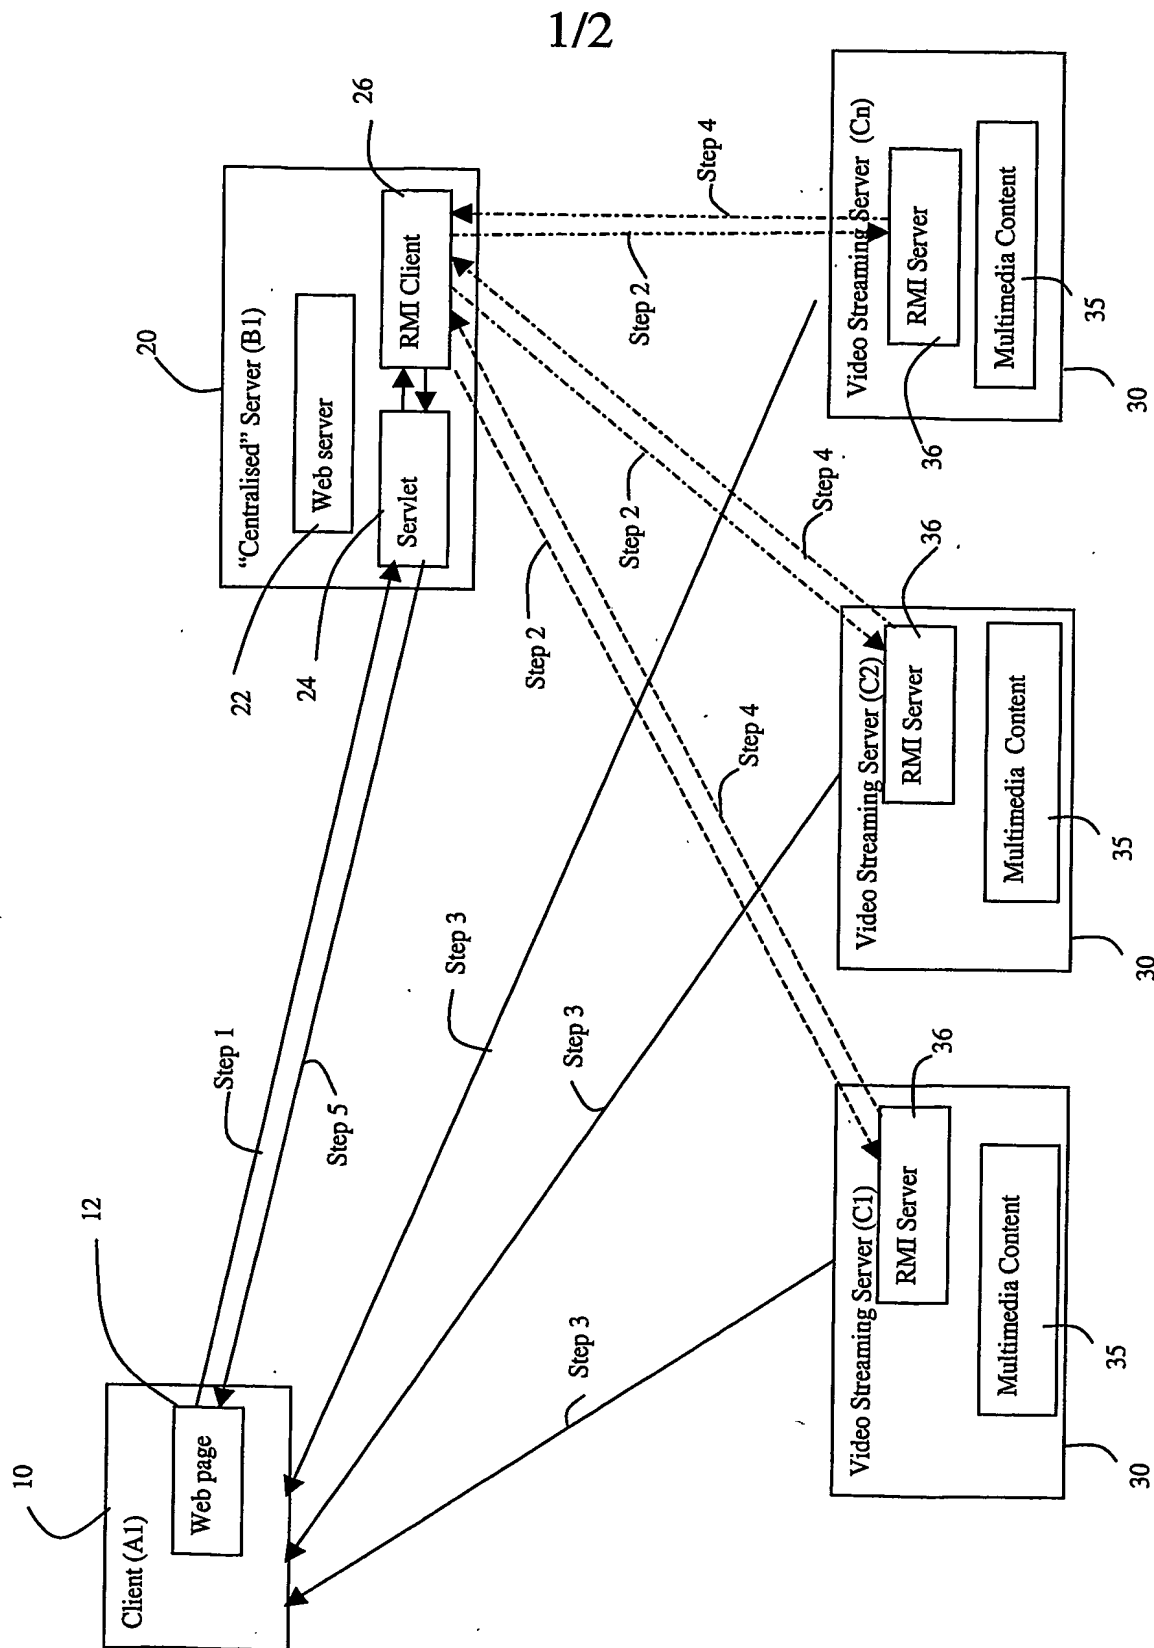 1/2
10
Client (A1)
Web page
12
Step 1
Step 5
20
"Centralised" Server (B1)
Web server
22
Servlet
24
RMI Client
26
Step 3
Step 3
Step 3
Step 2
Step 4
Step 2
Step 4
Step 2
Step 4
Video Streaming Server (C1)
RMI Server
36
Multimedia Content
35
30
Video Streaming Server (C2)
RMI Server
36
Multimedia Content
35
30
Video Streaming Server (Cn)
RMI Server
36
Multimedia Content
35
30